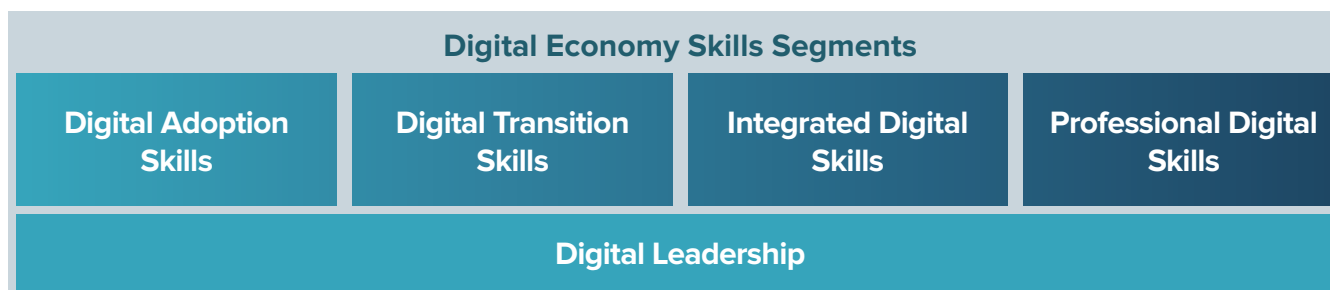 Digital Economy Skills Segments
Digital Adoption
Skills
Digital Transition
Skills
Integrated Digital
Skills
Professional Digital
Skills
Digital Leadership